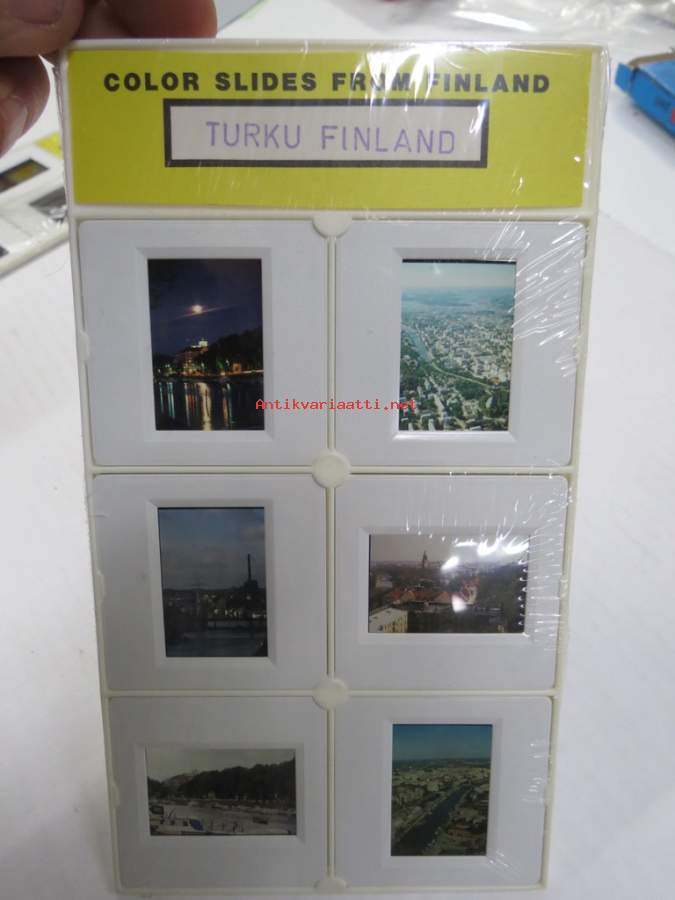 COLOR SLIDES FROM FINLAND
TURKU FINLAND
Antikvariaatti.net